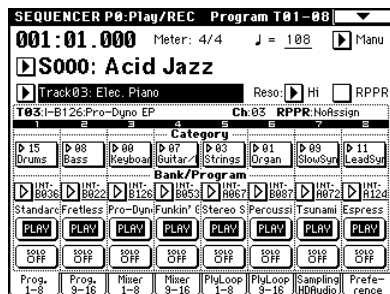 SEQUENCER P0:Play/REC Program T01-08
001:01.000 Meter: 4/4 ♩ = 108 Manu
S000: Acid Jazz
Track03: Elec. Piano Reso: Hi RPPR
T03:I-B126:Pro-Dyno EP Ch:03 RPPR:NoAssign
1 2 3 4 5 6 7 8
Category
15 08 00 07 03 01 09 11
Drums Bass Keyboar Guitar/ Strings Organ SlowSyn LeadSyn
Bank/Program
INT- INT- INT- INT- INT- INT- INT- INT-
B036 B022 B126 B053 A067 B087 A072 A124
Standard Fretless Pro-Dyn Funkin' G Stereo S Percussi Tsunami Espress
PLAY PLAY PLAY PLAY PLAY PLAY PLAY PLAY
SOLO SOLO SOLO SOLO SOLO SOLO SOLO SOLO
OFF OFF OFF OFF OFF OFF OFF OFF
Prog. Prog. Mixer Mixer PlyLoop PlyLoop Sampling Prefe-
1-8 9-16 1-8 9-16 1-8 9-16 HDAudio rence